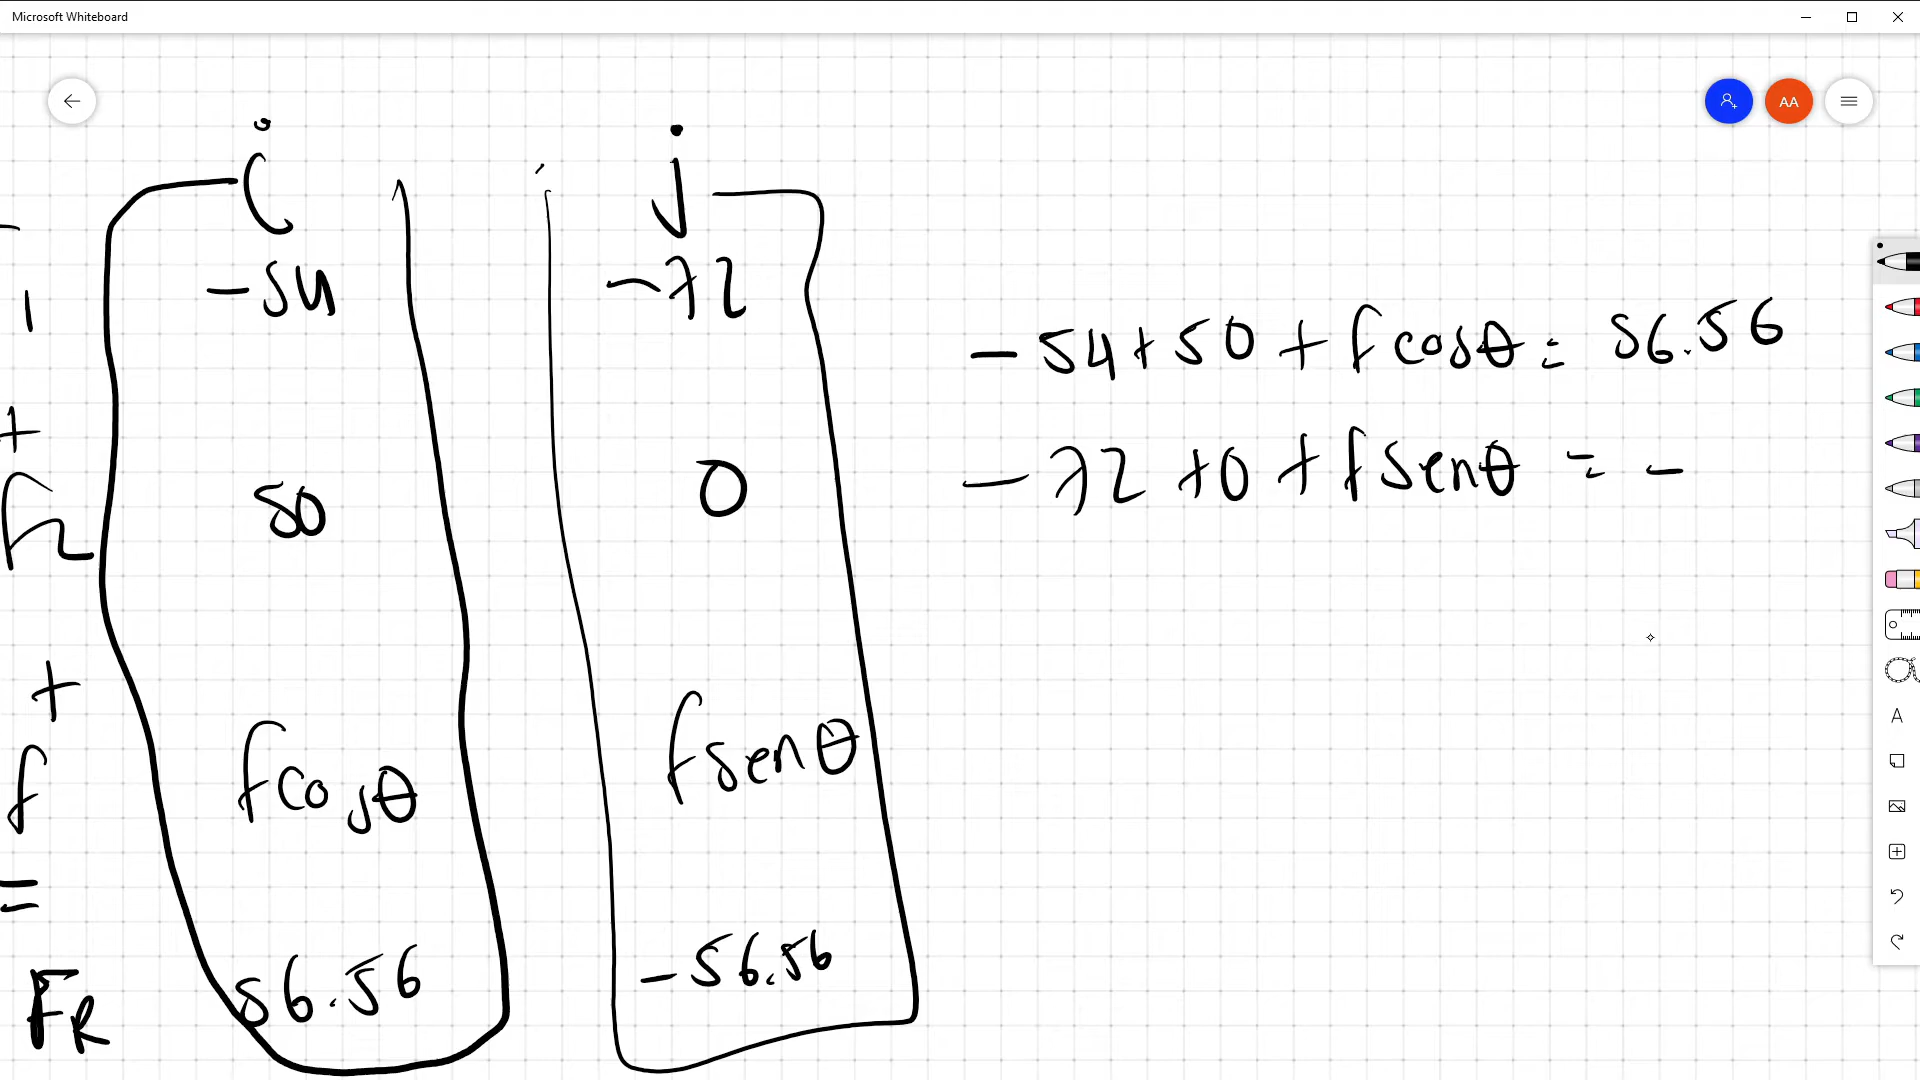 Microsoft Whiteboard
AA
i j
-54 -72
1
+
50 0
+
f fcosθ fsenθ
=
FR 56.56 -56.56
-54+50+fcosθ= 56.56
-72+0+fsenθ = -
A